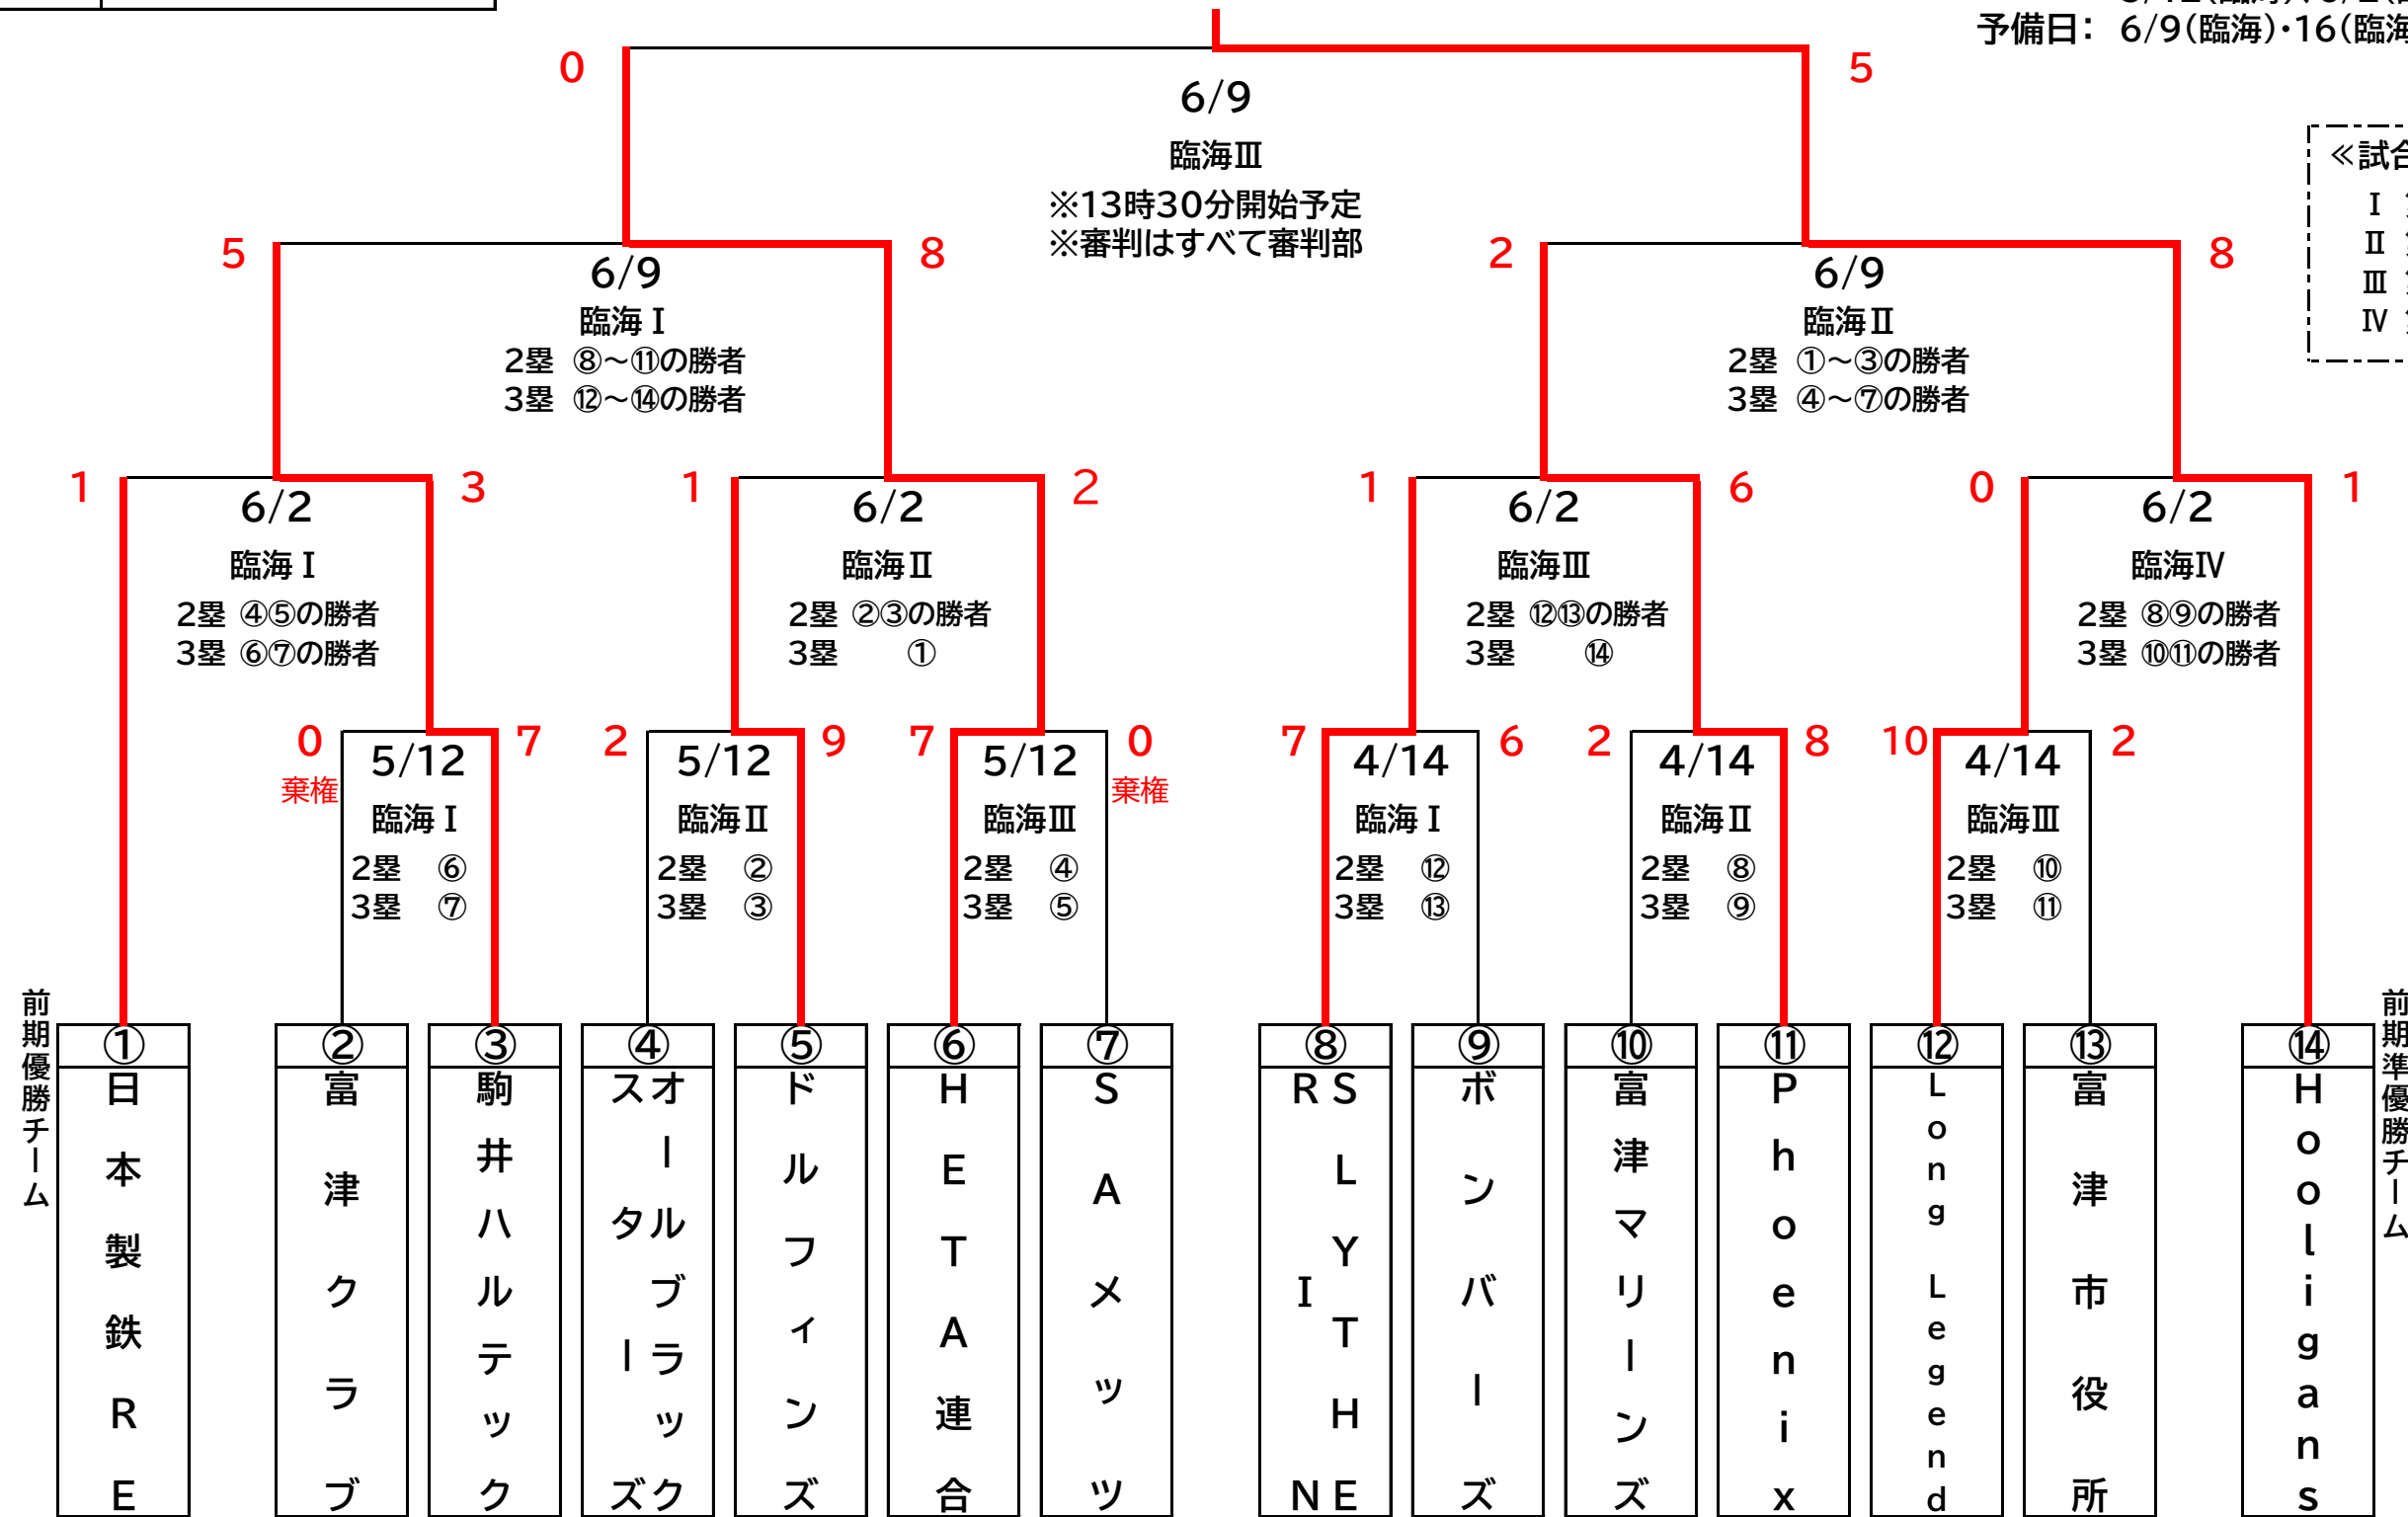 予備日： 6/9(臨海)・16(臨海
0
5
6/9
臨海Ⅲ
※13時30分開始予定
※審判はすべて審判部
≪試合
Ⅰ
Ⅱ
Ⅲ
Ⅳ
5
8
6/9
臨海Ⅰ
2塁 ⑧～⑪の勝者
3塁 ⑫～⑭の勝者
2
8
6/9
臨海Ⅱ
2塁 ①～③の勝者
3塁 ④～⑦の勝者
1
3
6/2
臨海Ⅰ
2塁 ④⑤の勝者
3塁 ⑥⑦の勝者
1
2
6/2
臨海Ⅱ
2塁 ②③の勝者
3塁 ①
1
6
6/2
臨海Ⅲ
2塁 ⑫⑬の勝者
3塁 ⑭
0
1
6/2
臨海Ⅳ
2塁 ⑧⑨の勝者
3塁 ⑩⑪の勝者
0
棄権
7
5/12
臨海Ⅰ
2塁 ⑥
3塁 ⑦
2
9
5/12
臨海Ⅱ
2塁 ②
3塁 ③
7
0
棄権
5/12
臨海Ⅲ
2塁 ④
3塁 ⑤
7
6
4/14
臨海Ⅰ
2塁 ⑫
3塁 ⑬
2
8
4/14
臨海Ⅱ
2塁 ⑧
3塁 ⑨
10
2
4/14
臨海Ⅲ
2塁 ⑩
3塁 ⑪
前期優勝チーム
①
日本製鉄RE
②
富津クラブ
③
駒井ハルテック
④
オールブラック
スターズ
⑤
ドルフィンズ
⑥
HETA連合
⑦
SAメッツ
⑧
SLYTHE
RIN
⑨
ボンバーズ
⑩
富津マリーンズ
⑪
Phoenix
⑫
Long Legend
⑬
富津市役所
⑭
Hooligans
前期準優勝チーム